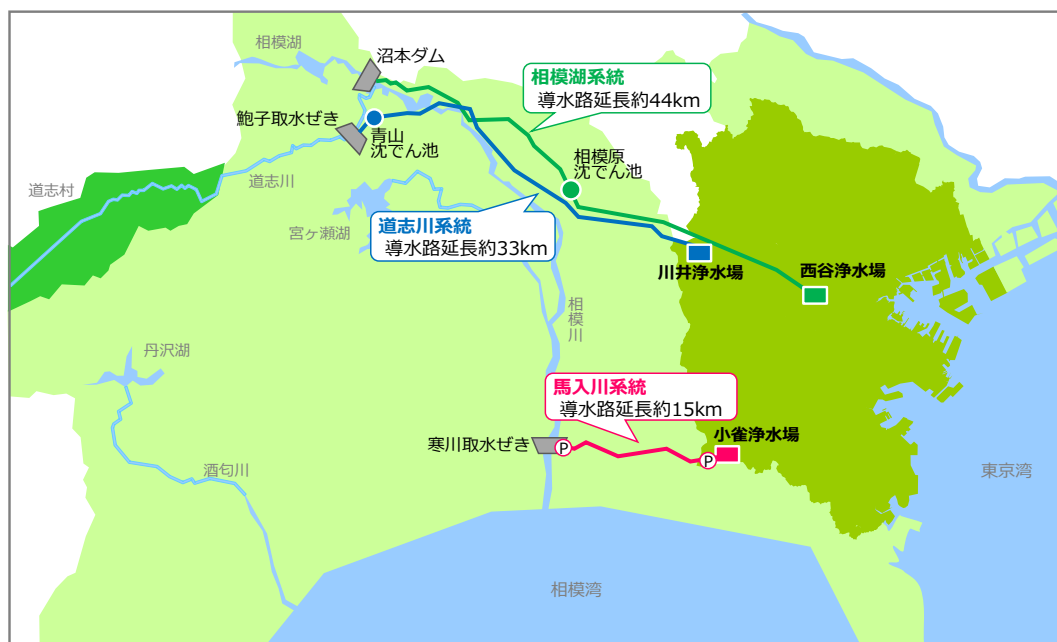 相模湖
沼本ダム
相模湖系統
導水路延長約44km
鮑子取水ぜき
青山
沈でん池
相模原
沈でん池
道志村
道志川
宮ヶ瀬湖
道志川系統
導水路延長約33km
川井浄水場
西谷浄水場
相模川
丹沢湖
馬入川系統
導水路延長約15km
寒川取水ぜき
P
P
小雀浄水場
酒匂川
東京湾
相模湾